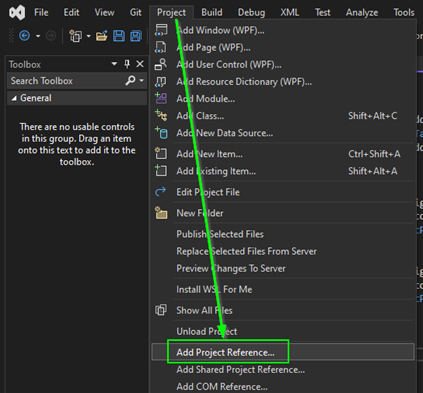 File Edit View Git Project Build Debug XML Test Analyze Tools
Toolbox
Search Toolbox
General
There are no usable controls
in this group. Drag an item
onto this text to add it to the
toolbox.
Add Window (WPF)...
Add Page (WPF)...
Add User Control (WPF)...
Add Resource Dictionary (WPF)...
Add Module...
Add Class... Shift+Alt+C
Add New Data Source...
Add New Item... Ctrl+Shift+A
Add Existing Item... Shift+Alt+A
Edit Project File
New Folder
Publish Selected Files
Replace Selected Files From Server
Preview Changes To Server
Install WSL For Me
Show All Files
Unload Project
Add Project Reference...
Add Shared Project Reference...
Add COM Reference...